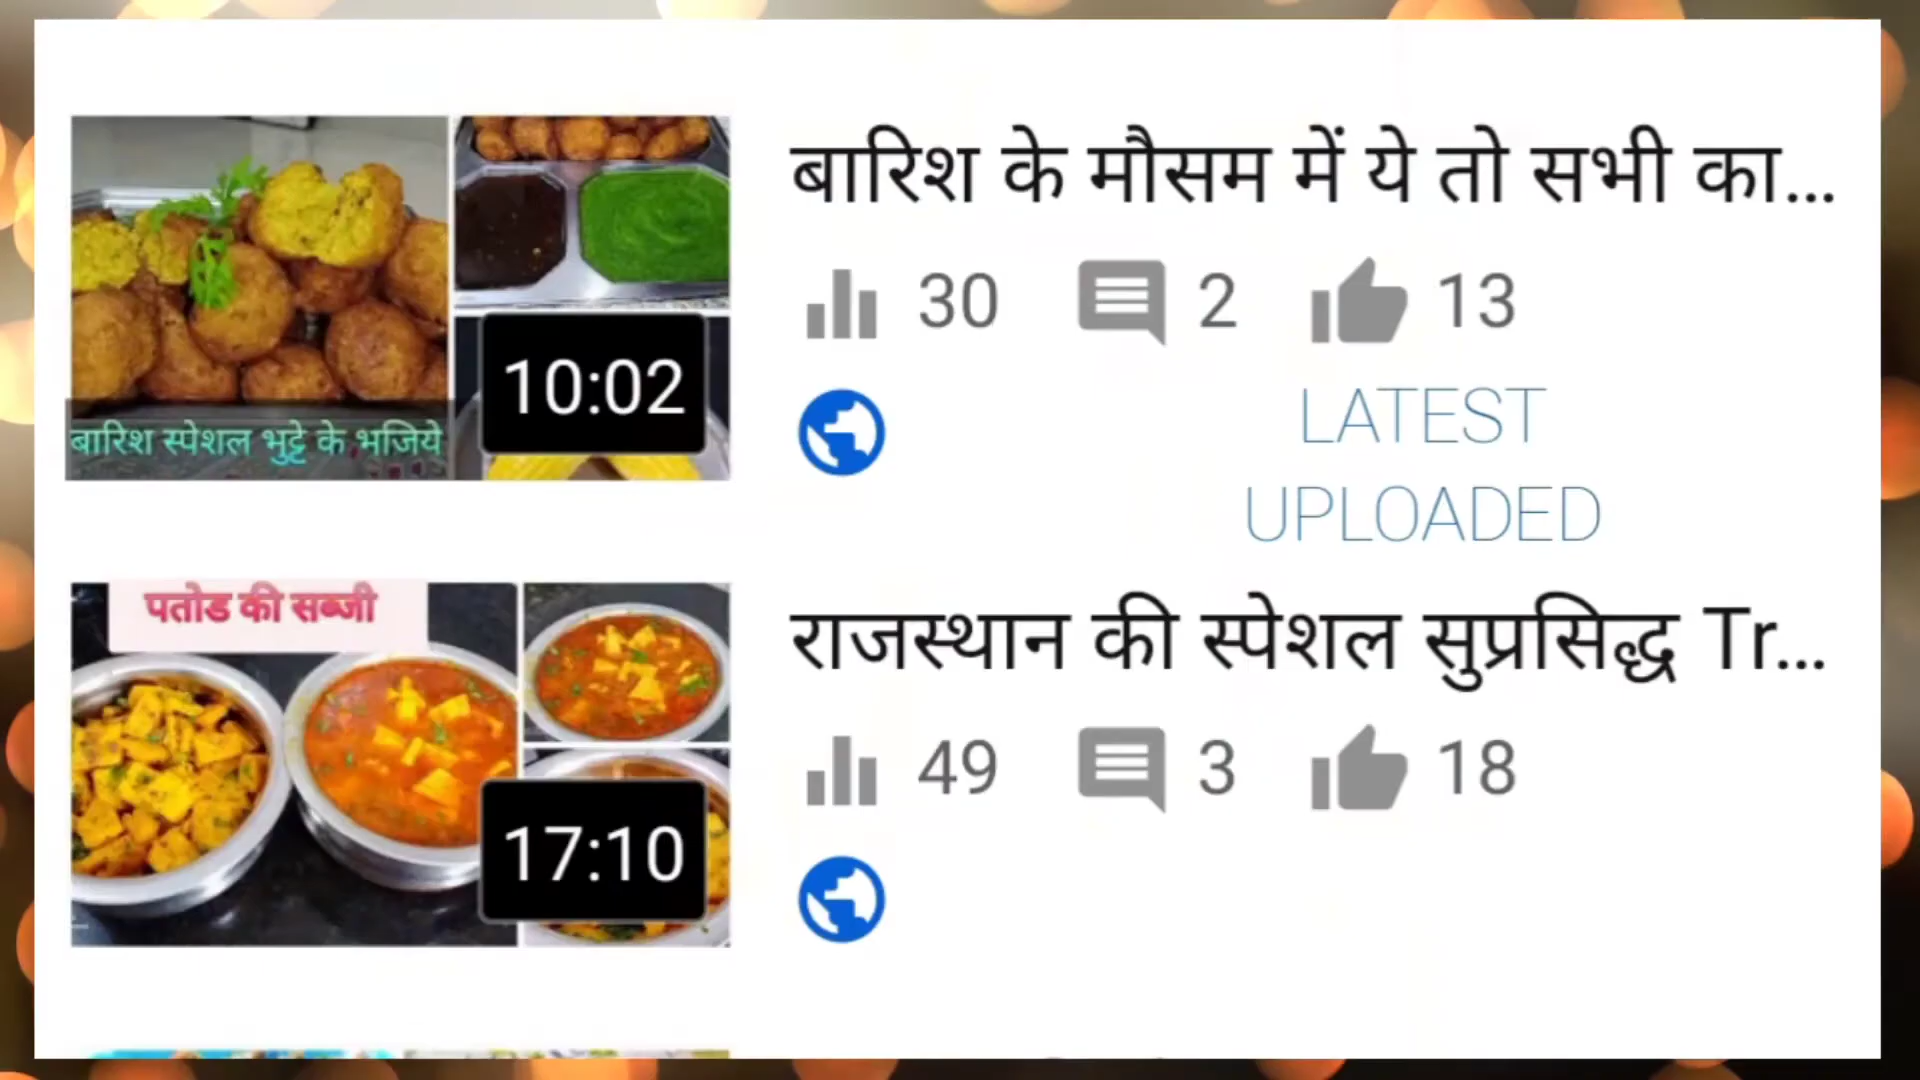 बारिश के मौसम में ये तो सभी का...
30 2 13
10:02
बारिश स्पेशल भुट्टे के भजिये
LATEST
UPLOADED
पतोड की सब्जी
राजस्थान की स्पेशल सुप्रसिद्ध Tr...
49 3 18
17:10